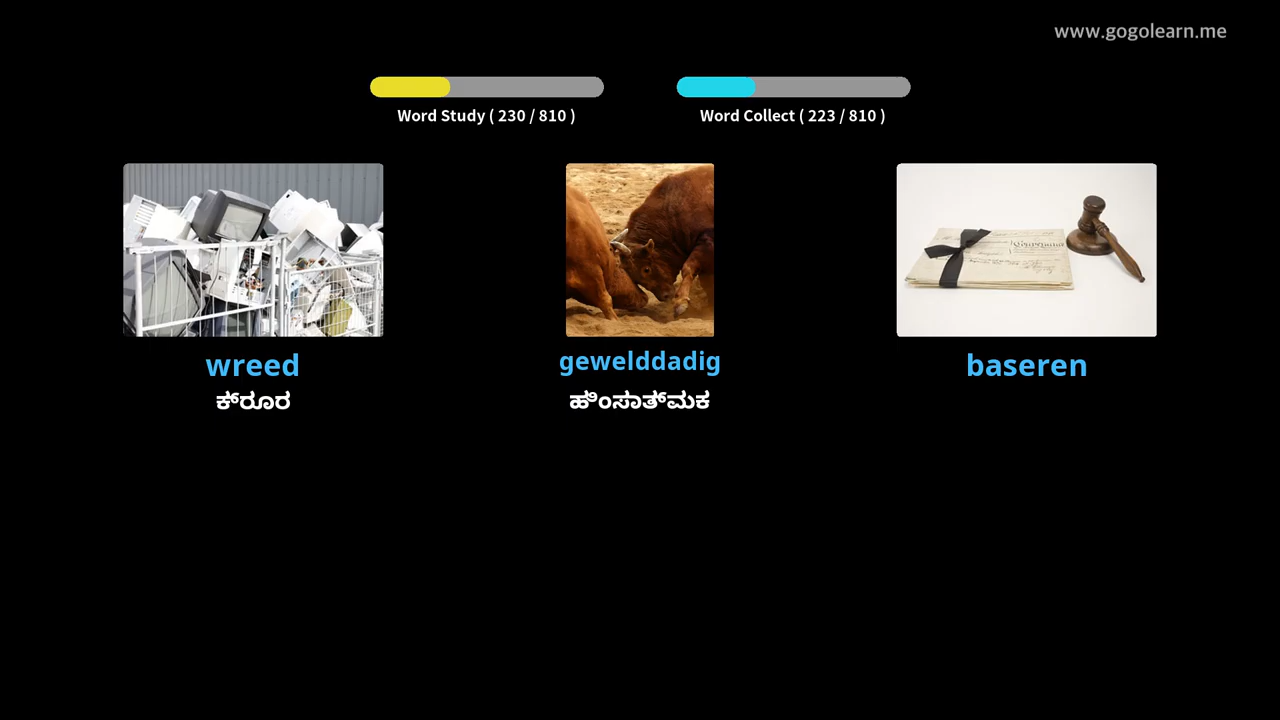 www.gogolearn.me
Word Study ( 230 / 810 )
Word Collect ( 223 / 810 )
wreed
gewelddadig
baseren
ಕ್ರೂರ
ಹಿಂಸಾತ್ಮಕ